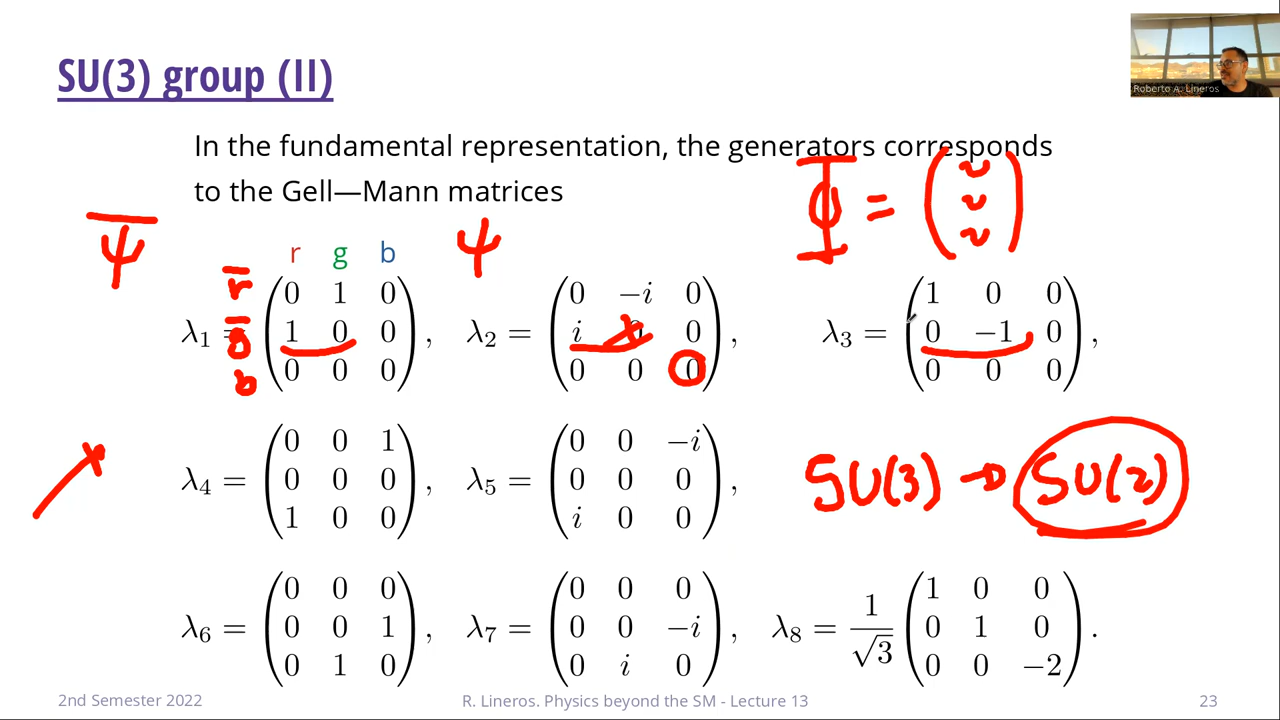 SU(3) group (II)
Roberto A. Lineros
In the fundamental representation, the generators corresponds
to the Gell—Mann matrices
Φ = ( v v v )
ψ̅ ψ
r g b
r̅ g̅ b
λ₁ = ( 0 1 0 ; 1 0 0 ; 0 0 0 ), λ₂ = ( 0 −i 0 ; i 0 0 ; 0 0 0 ), λ₃ = ( 1 0 0 ; 0 −1 0 ; 0 0 0 ),
λ₄ = ( 0 0 1 ; 0 0 0 ; 1 0 0 ), λ₅ = ( 0 0 −i ; 0 0 0 ; i 0 0 ),
SU(3) → SU(2)
λ₆ = ( 0 0 0 ; 0 0 1 ; 0 1 0 ), λ₇ = ( 0 0 0 ; 0 0 −i ; 0 i 0 ), λ₈ = 1/√3 ( 1 0 0 ; 0 1 0 ; 0 0 −2 ).
2nd Semester 2022
R. Lineros. Physics beyond the SM - Lecture 13
23